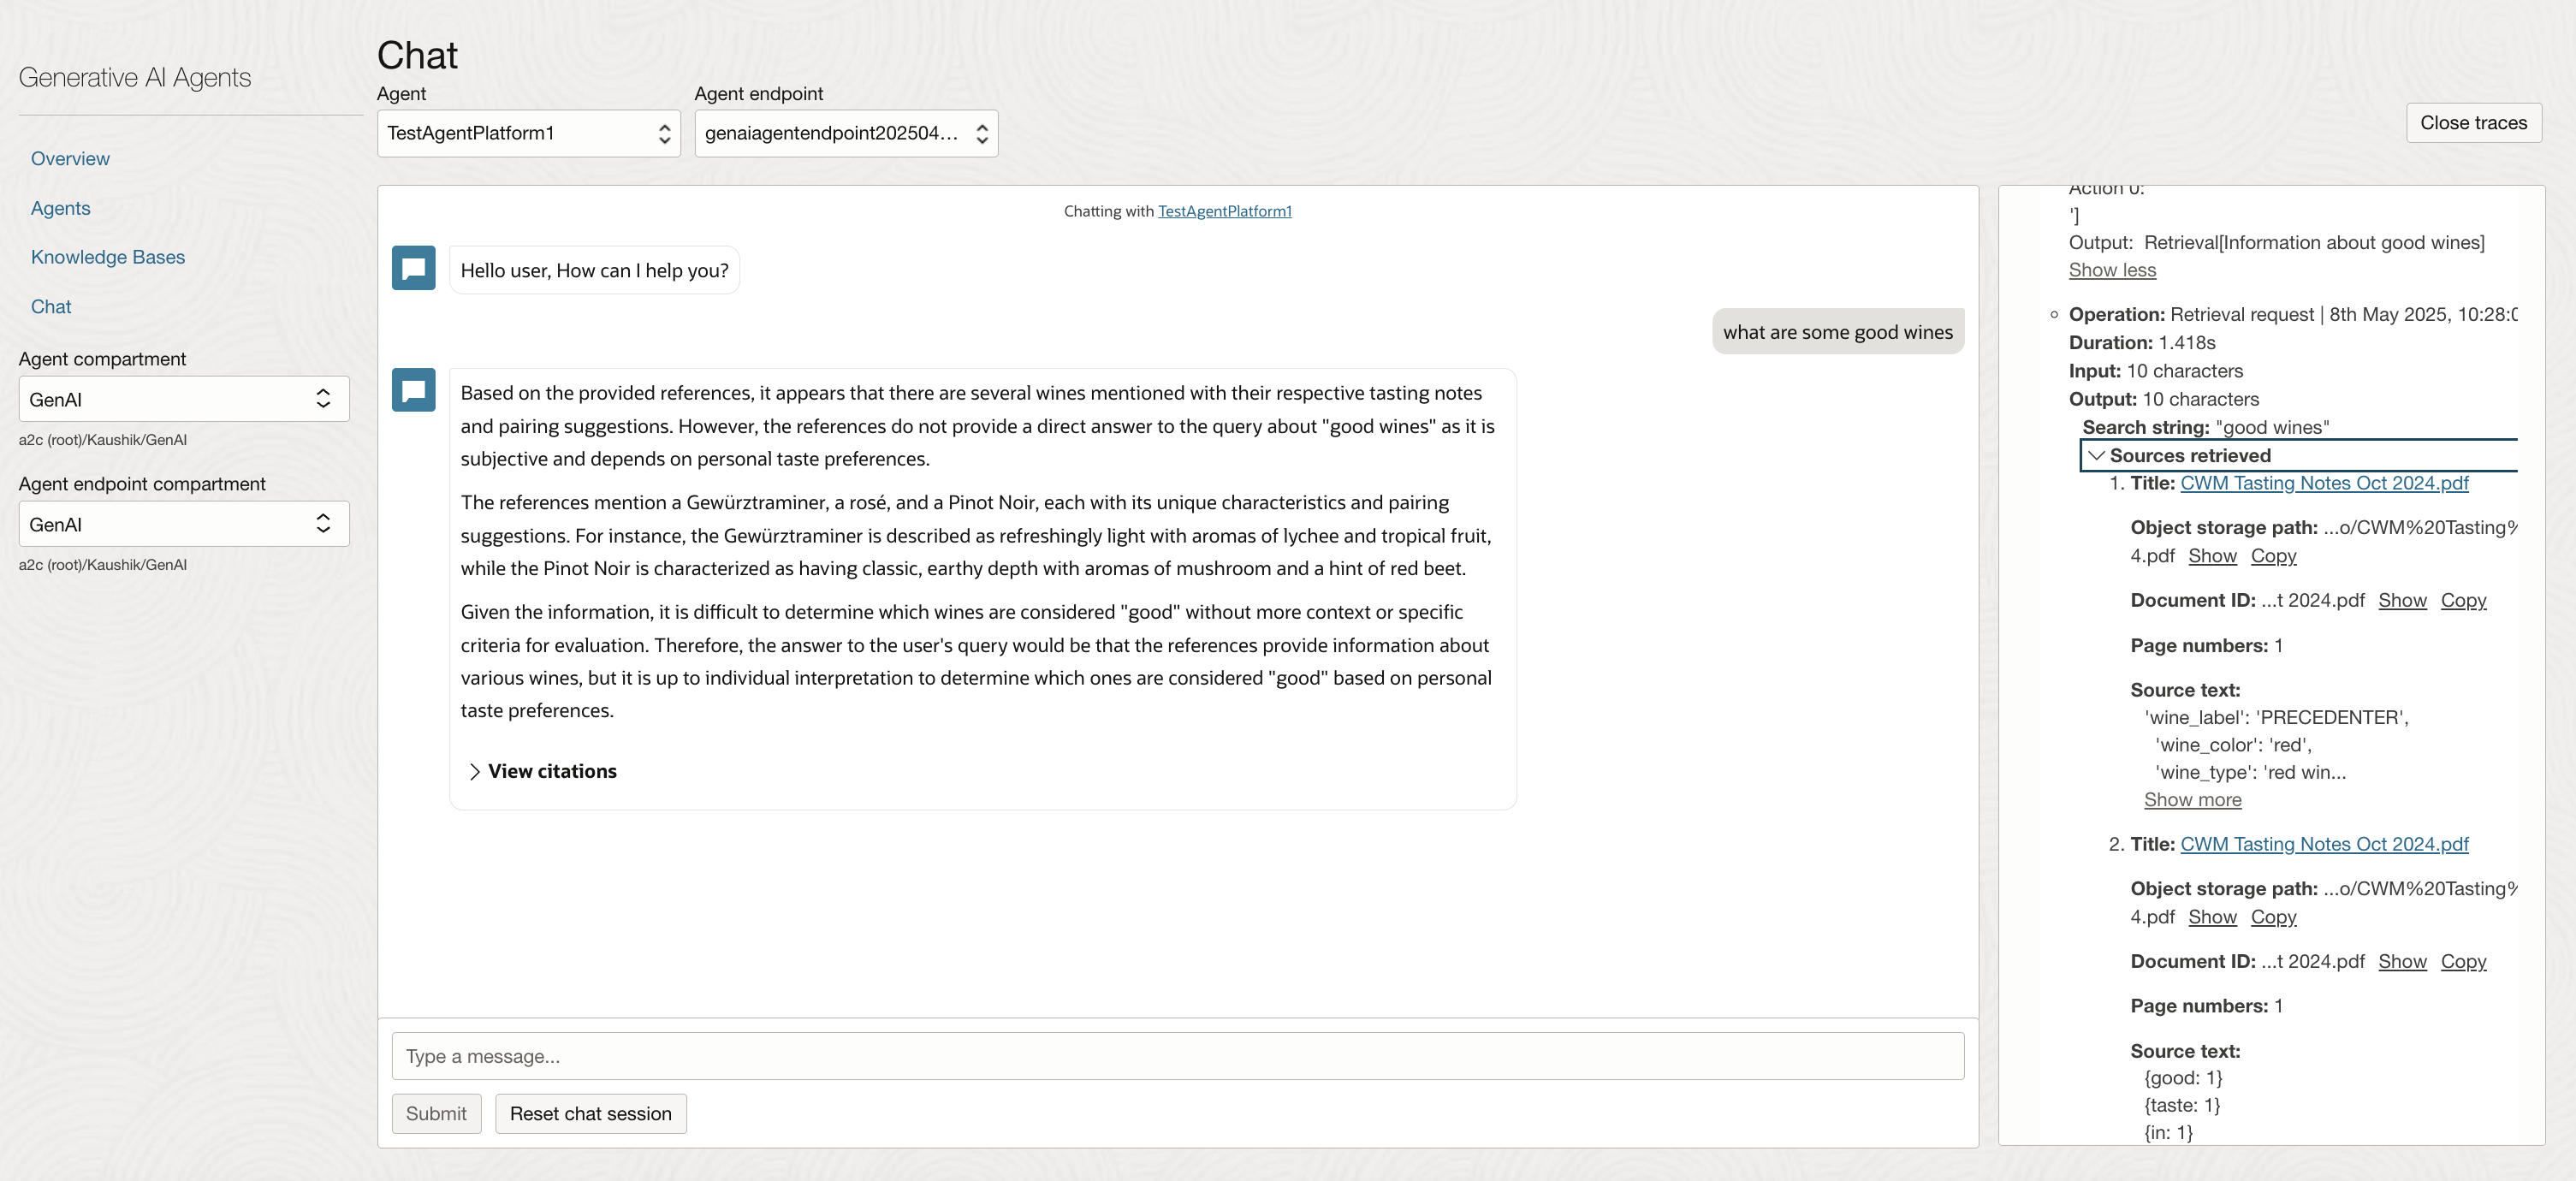 Generative AI Agents
Overview
Agents
Knowledge Bases
Chat
Agent compartment
GenAI
a2c (root)/Kaushik/GenAI
Agent endpoint compartment
GenAI
a2c (root)/Kaushik/GenAI
Chat
Agent
Agent endpoint
TestAgentPlatform1
genaiagentendpoint202504...
Close traces
Chatting with TestAgentPlatform1
Hello user, How can I help you?
what are some good wines
Based on the provided references, it appears that there are several wines mentioned with their respective tasting notes
and pairing suggestions. However, the references do not provide a direct answer to the query about "good wines" as it is
subjective and depends on personal taste preferences.
The references mention a Gewürztraminer, a rosé, and a Pinot Noir, each with its unique characteristics and pairing
suggestions. For instance, the Gewürztraminer is described as refreshingly light with aromas of lychee and tropical fruit,
while the Pinot Noir is characterized as having classic, earthy depth with aromas of mushroom and a hint of red beet.
Given the information, it is difficult to determine which wines are considered "good" without more context or specific
criteria for evaluation. Therefore, the answer to the user's query would be that the references provide information about
various wines, but it is up to individual interpretation to determine which ones are considered "good" based on personal
taste preferences.
View citations
Type a message...
Submit
Reset chat session
Action 0:
']
Output: Retrieval[Information about good wines]
Show less
Operation: Retrieval request | 8th May 2025, 10:28:0
Duration: 1.418s
Input: 10 characters
Output: 10 characters
Search string: "good wines"
Sources retrieved
1. Title: CWM Tasting Notes Oct 2024.pdf
Object storage path: ...o/CWM%20Tasting%
4.pdf Show Copy
Document ID: ...t 2024.pdf Show Copy
Page numbers: 1
Source text:
'wine_label': 'PRECEDENTER',
'wine_color': 'red',
'wine_type': 'red win...
Show more
2. Title: CWM Tasting Notes Oct 2024.pdf
Object storage path: ...o/CWM%20Tasting%
4.pdf Show Copy
Document ID: ...t 2024.pdf Show Copy
Page numbers: 1
Source text:
{good: 1}
{taste: 1}
{in: 1}